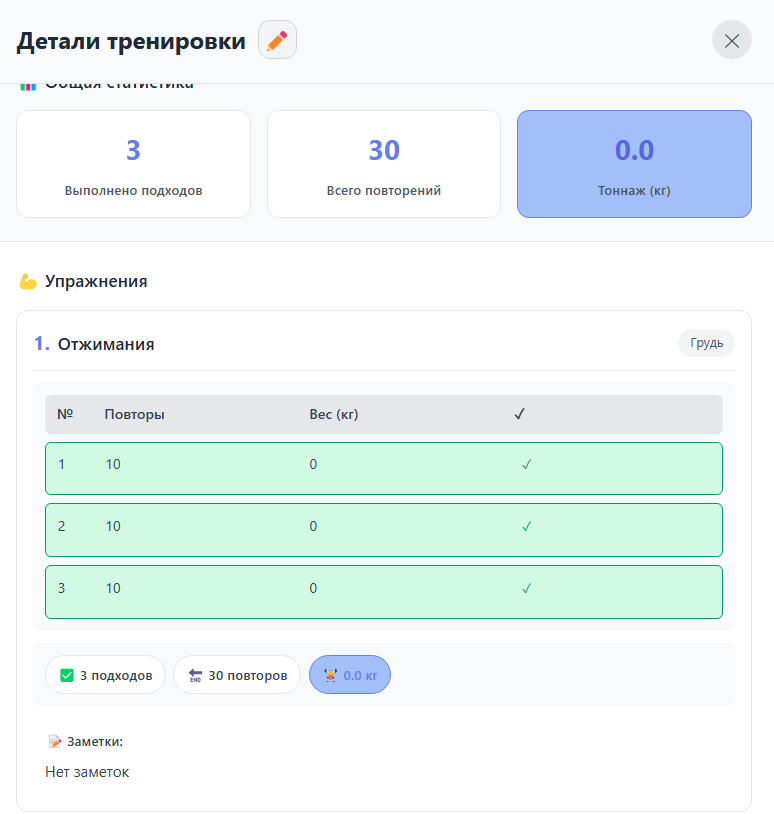 Детали тренировки
Общая статистика
3
Выполнено подходов
30
Всего повторений
0.0
Тоннаж (кг)
Упражнения
1. Отжимания
Грудь
№ Повторы Вес (кг) ✓
1 10 0 ✓
2 10 0 ✓
3 10 0 ✓
3 подходов
END 30 повторов
0.0 кг
Заметки:
Нет заметок